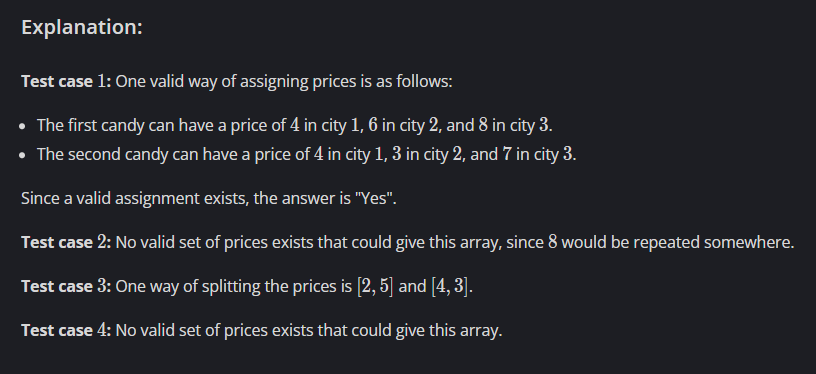 Explanation:
Test case 1: One valid way of assigning prices is as follows:
• The first candy can have a price of 4 in city 1, 6 in city 2, and 8 in city 3.
• The second candy can have a price of 4 in city 1, 3 in city 2, and 7 in city 3.
Since a valid assignment exists, the answer is "Yes".
Test case 2: No valid set of prices exists that could give this array, since 8 would be repeated somewhere.
Test case 3: One way of splitting the prices is [2, 5] and [4, 3].
Test case 4: No valid set of prices exists that could give this array.